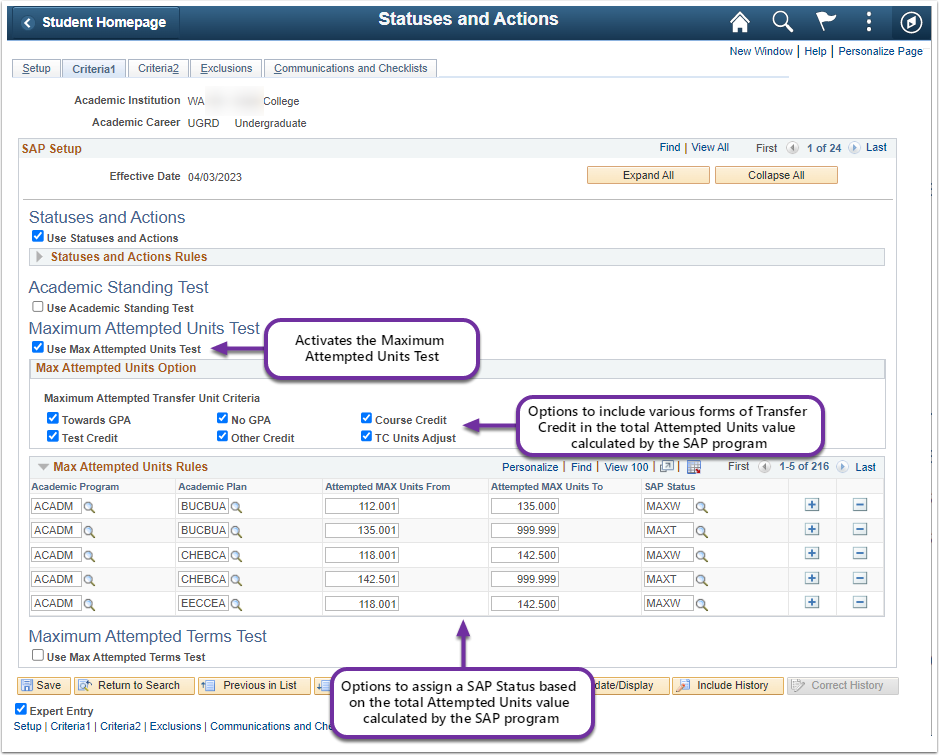 Student Homepage
Statuses and Actions
New Window | Help | Personalize Page
Setup
Criteria1
Criteria2
Exclusions
Communications and Checklists
Academic Institution WA College
Academic Career UGRD Undergraduate
SAP Setup
Find | View All First 1 of 24 Last
Effective Date 04/03/2023
Expand All
Collapse All
Statuses and Actions
Use Statuses and Actions
Statuses and Actions Rules
Academic Standing Test
Use Academic Standing Test
Maximum Attempted Units Test
Use Max Attempted Units Test
Activates the Maximum
Attempted Units Test
Max Attempted Units Option
Maximum Attempted Transfer Unit Criteria
Towards GPA No GPA Course Credit
Test Credit Other Credit TC Units Adjust
Options to include various forms of Transfer
Credit in the total Attempted Units value
calculated by the SAP program
Max Attempted Units Rules
Personalize | Find | View 100 | | First 1-5 of 216 Last
Academic Program Academic Plan Attempted MAX Units From Attempted MAX Units To SAP Status
ACADM BUCBUA 112.001 135.000 MAXW
ACADM BUCBUA 135.001 999.999 MAXT
ACADM CHEBCA 118.001 142.500 MAXW
ACADM CHEBCA 142.501 999.999 MAXT
ACADM EECCEA 118.001 142.500 MAXW
Maximum Attempted Terms Test
Use Max Attempted Terms Test
Save
Return to Search
Previous in List
date/Display
Include History
Correct History
Options to assign a SAP Status based
on the total Attempted Units value
calculated by the SAP program
Expert Entry
Setup | Criteria1 | Criteria2 | Exclusions | Communications and Che